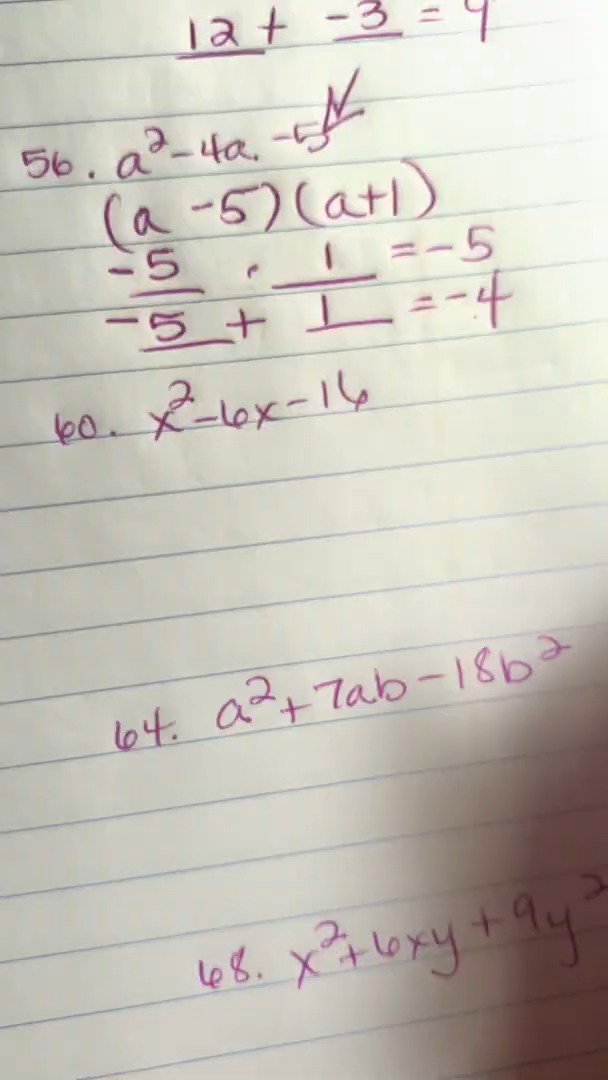 12 + -3 = 9
56. a²-4a. -5
(a -5)(a+1)
-5 · 1 = -5
-5 + 1 = -4
60. x²-6x-16
64. a²+7ab-18b²
68. x²+6xy+9y²